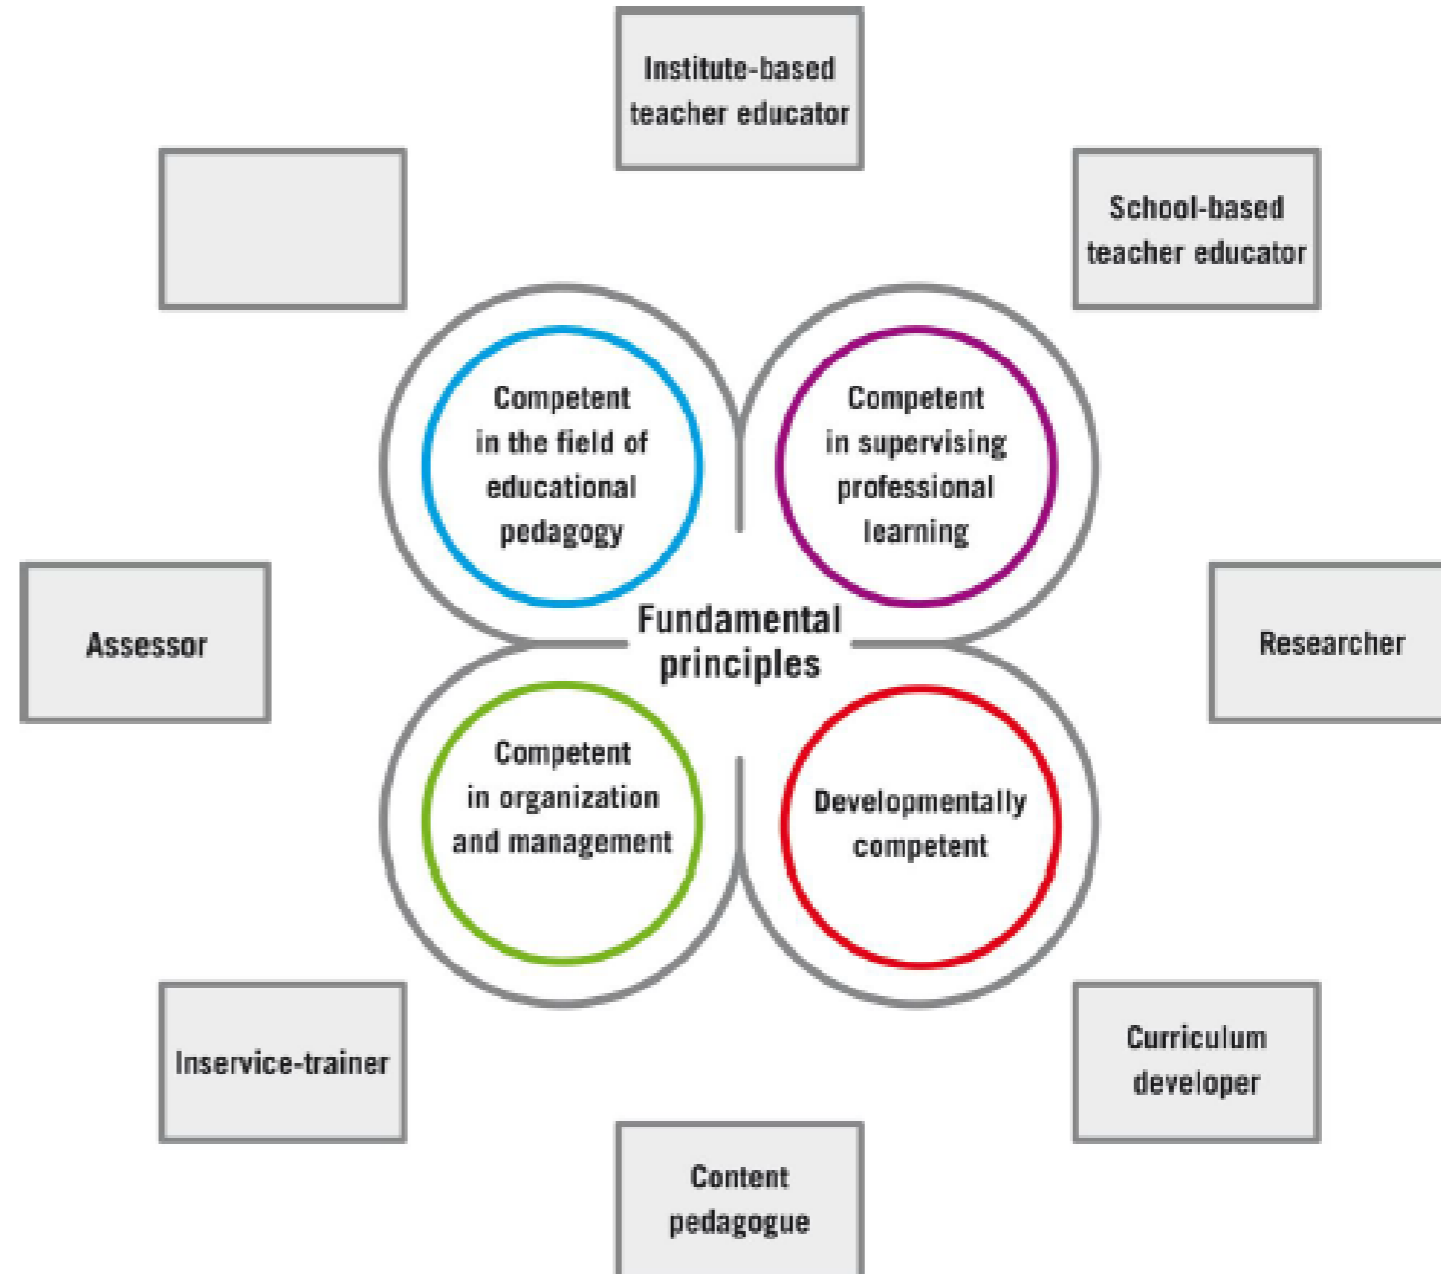 Institute-based
teacher educator
School-based
teacher educator
Competent
in the field of
educational
pedagogy
Competent
in supervising
professional
learning
Fundamental
principles
Assessor
Researcher
Competent
in organization
and management
Developmentally
competent
Inservice-trainer
Curriculum
developer
Content
pedagogue